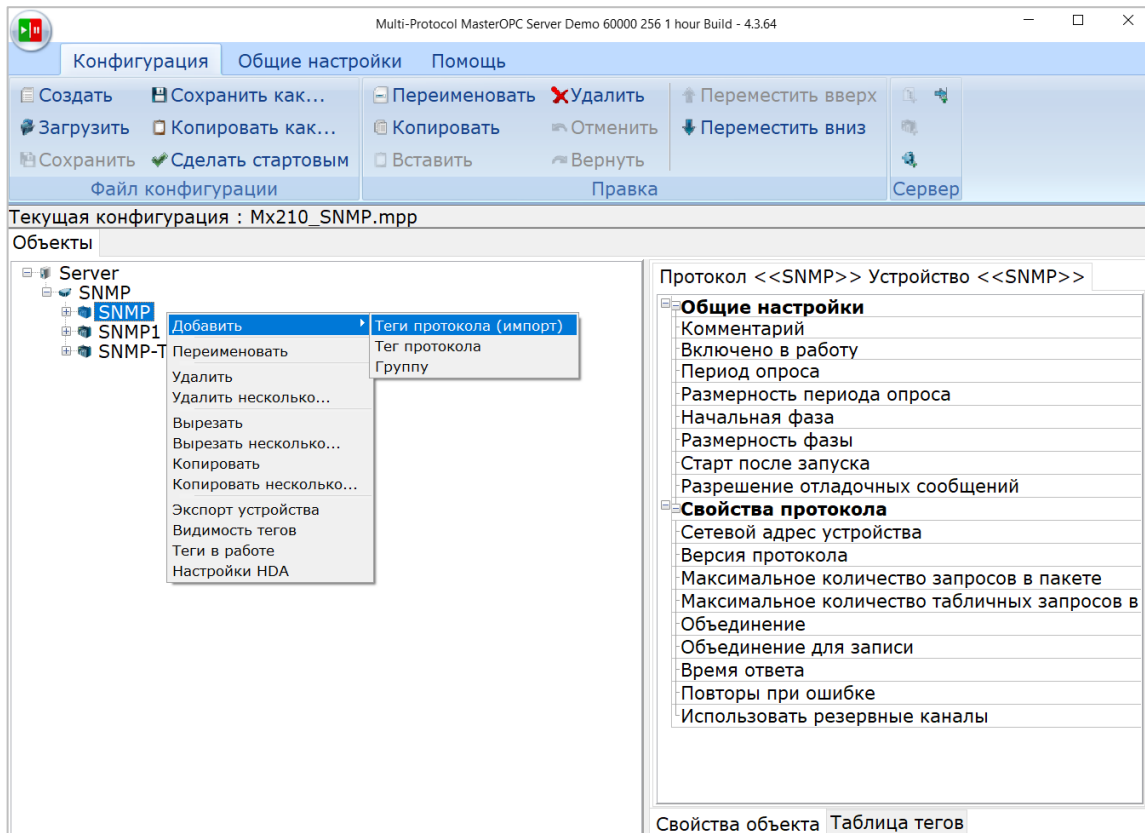 Multi-Protocol MasterOPC Server Demo 60000 256 1 hour Build - 4.3.64
Конфигурация Общие настройки Помощь
Создать Сохранить как... Переименовать Удалить Переместить вверх
Загрузить Копировать как... Копировать Отменить Переместить вниз
Сохранить Сделать стартовым Вставить Вернуть
Файл конфигурации Правка Сервер
Текущая конфигурация : Mx210_SNMP.mpp
Объекты
Server
SNMP
SNMP
SNMP1
SNMP-T
Добавить
Переименовать
Удалить
Удалить несколько...
Вырезать
Вырезать несколько...
Копировать
Копировать несколько...
Экспорт устройства
Видимость тегов
Теги в работе
Настройки HDA
Теги протокола (импорт)
Тег протокола
Группу
Протокол <<SNMP>> Устройство <<SNMP>>
Общие настройки
Комментарий
Включено в работу
Период опроса
Размерность периода опроса
Начальная фаза
Размерность фазы
Старт после запуска
Разрешение отладочных сообщений
Свойства протокола
Сетевой адрес устройства
Версия протокола
Максимальное количество запросов в пакете
Максимальное количество табличных запросов в
Объединение
Объединение для записи
Время ответа
Повторы при ошибке
Использовать резервные каналы
Свойства объекта Таблица тегов